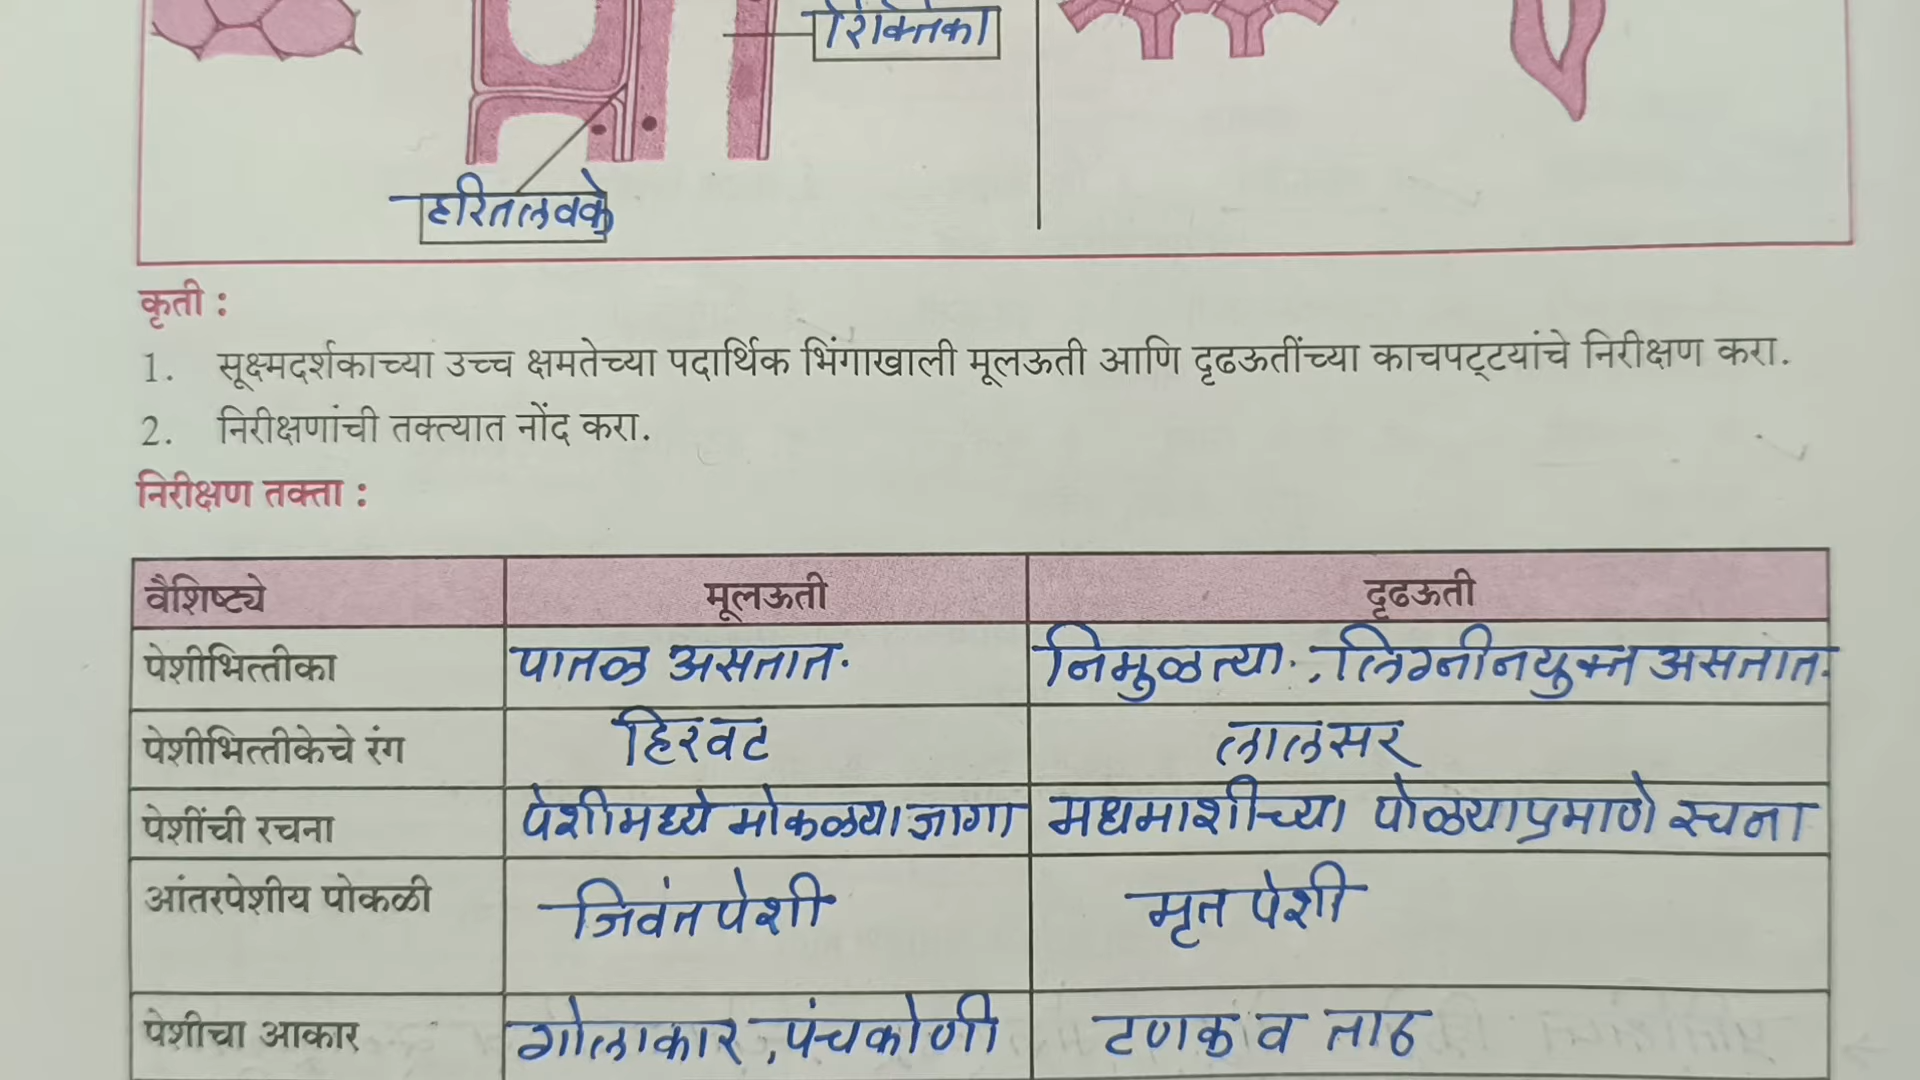 रिक्तिका
हरितलवके
कृती :
1. सूक्ष्मदर्शकाच्या उच्च क्षमतेच्या पदार्थिक भिंगाखाली मूलऊती आणि दृढऊतींच्या काचपट्टयांचे निरीक्षण करा.
2. निरीक्षणांची तक्त्यात नोंद करा.
निरीक्षण तक्ता :
वैशिष्ट्ये मूलऊती दृढऊती
पेशीभित्तीका पातळ असतात. निमुळत्या. , लिग्नीनयुक्त असतात.
पेशीभित्तीकेचे रंग हिरवट लालसर
पेशींची रचना पेशीमध्ये मोकळ्या जागा मधमाशीच्या पोळ्याप्रमाणे रचना
आंतरपेशीय पोकळी जिवंत पेशी मृत पेशी
पेशीचा आकार गोलाकार, पंचकोणी टणक व ताठ